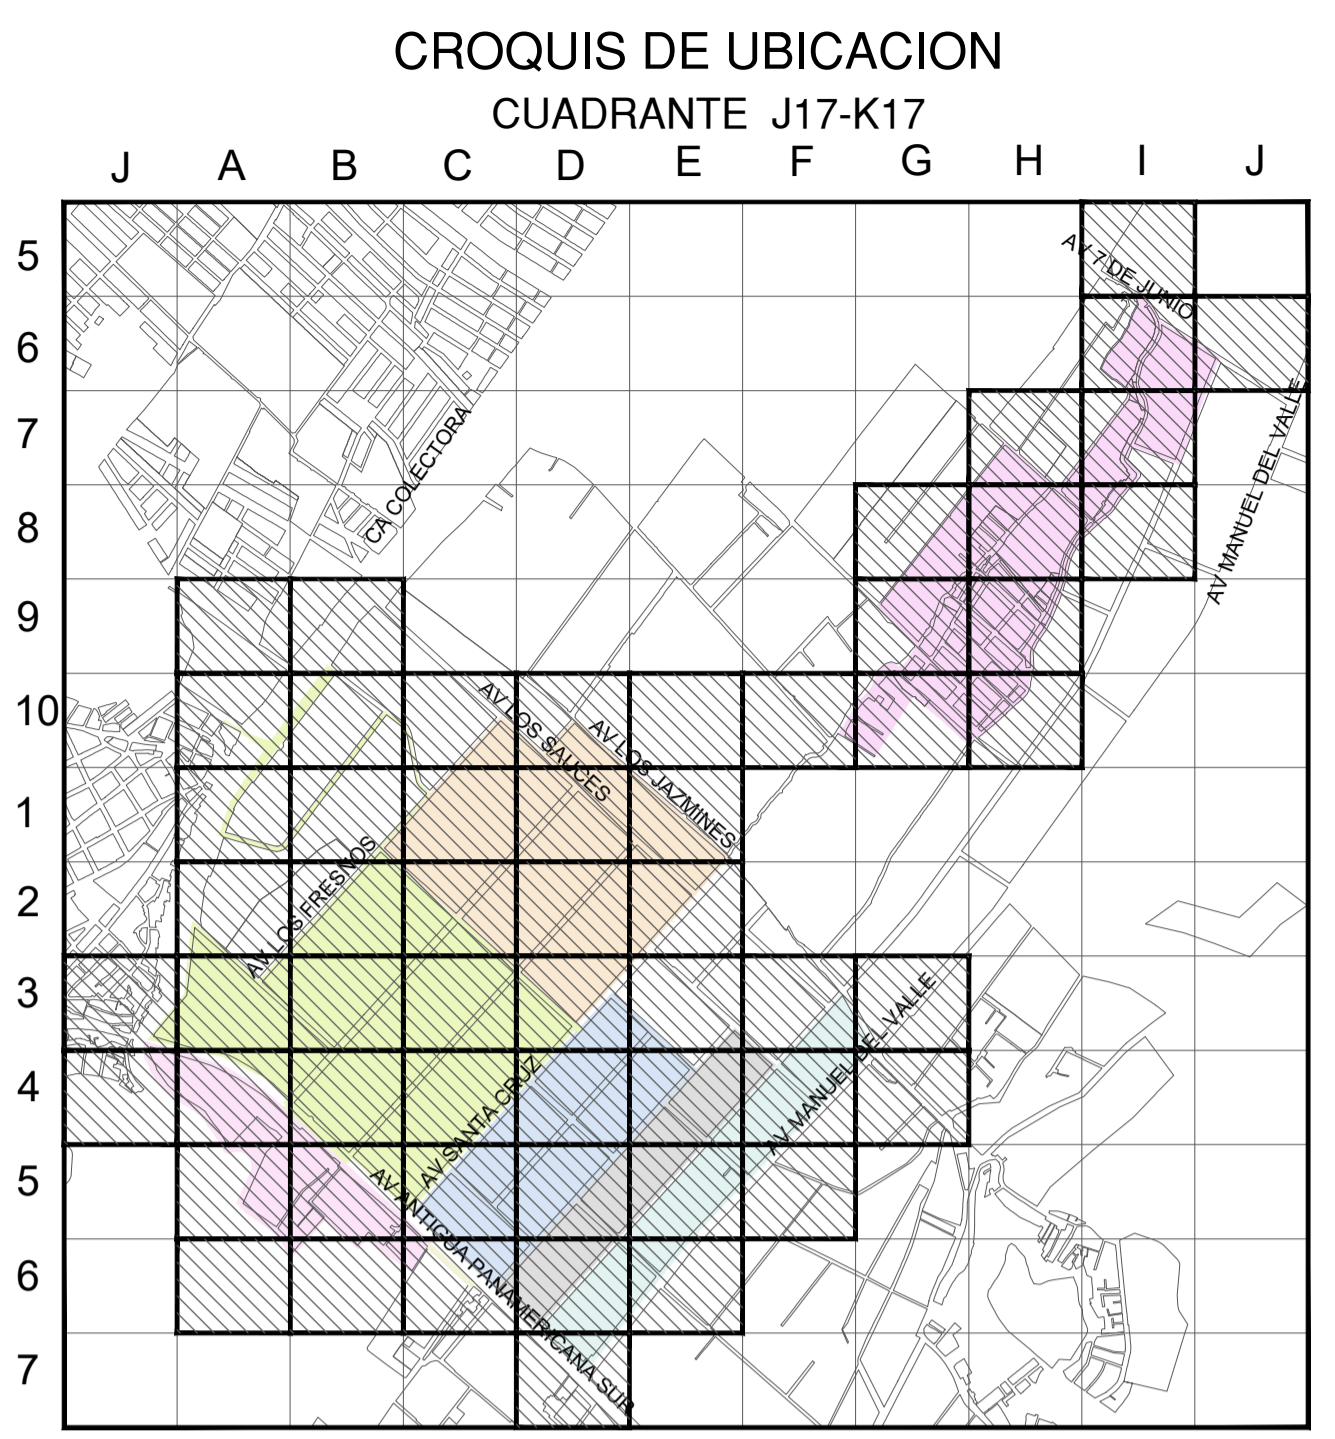 CROQUIS DE UBICACION
CUADRANTE J17-K17
J A B C D E F G H I J
5
AV 7 DE JUNIO
6
7
CA COLECTORA
AV MANUEL DEL VALLE
8
9
10
AV LOS SAUCES
AV LOS JAZMINES
1
AV LOS FRESNOS
2
3
AV MANUEL DEL VALLE
4
AV SANTA CRUZ
5
AV ANTIGUA PANAMERICANA SUR
6
7